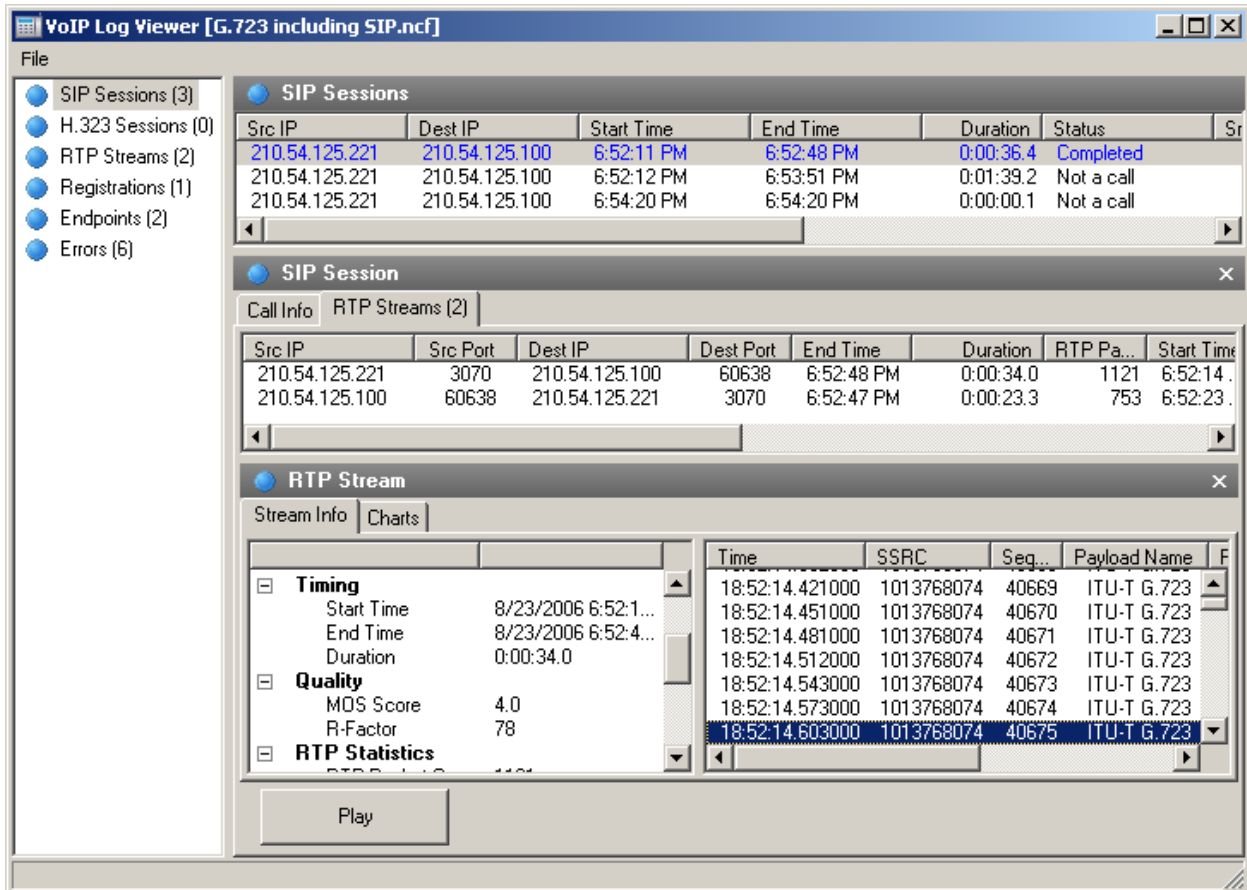 VoIP Log Viewer [G.723 including SIP.ncf]
File
SIP Sessions (3)
H.323 Sessions (0)
RTP Streams (2)
Registrations (1)
Endpoints (2)
Errors (6)
SIP Sessions
Src IP Dest IP Start Time End Time Duration Status Sr
210.54.125.221 210.54.125.100 6:52:11 PM 6:52:48 PM 0:00:36.4 Completed
210.54.125.221 210.54.125.100 6:52:12 PM 6:53:51 PM 0:01:39.2 Not a call
210.54.125.221 210.54.125.100 6:54:20 PM 6:54:20 PM 0:00:00.1 Not a call
SIP Session
Call Info RTP Streams (2)
Src IP Src Port Dest IP Dest Port End Time Duration RTP Pa... Start Time
210.54.125.221 3070 210.54.125.100 60638 6:52:48 PM 0:00:34.0 1121 6:52:14 .
210.54.125.100 60638 210.54.125.221 3070 6:52:47 PM 0:00:23.3 753 6:52:23 .
RTP Stream
Stream Info Charts
Timing
Start Time 8/23/2006 6:52:1...
End Time 8/23/2006 6:52:4...
Duration 0:00:34.0
Quality
MOS Score 4.0
R-Factor 78
RTP Statistics
Time SSRC Seq... Payload Name F
18:52:14.421000 1013768074 40669 ITU-T G.723
18:52:14.451000 1013768074 40670 ITU-T G.723
18:52:14.481000 1013768074 40671 ITU-T G.723
18:52:14.512000 1013768074 40672 ITU-T G.723
18:52:14.543000 1013768074 40673 ITU-T G.723
18:52:14.573000 1013768074 40674 ITU-T G.723
18:52:14.603000 1013768074 40675 ITU-T G.723
Play